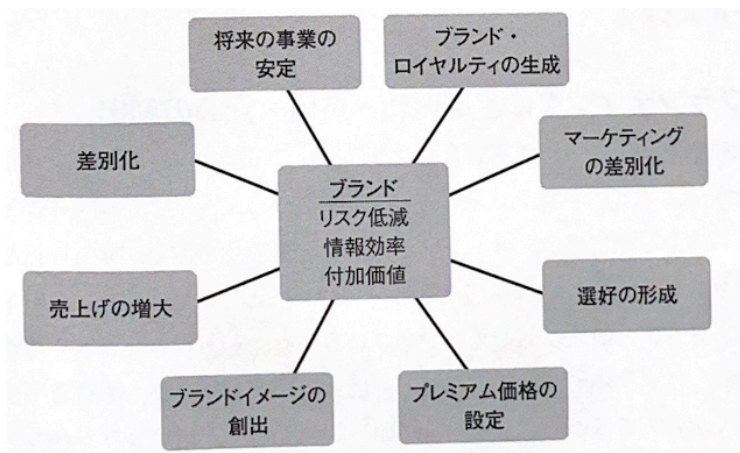 将来の事業の
安定
ブランド・
ロイヤルティの生成
差別化
マーケティング
の差別化
ブランド
リスク低減
情報効率
付加価値
売上げの増大
選好の形成
ブランドイメージの
創出
プレミアム価格の
設定